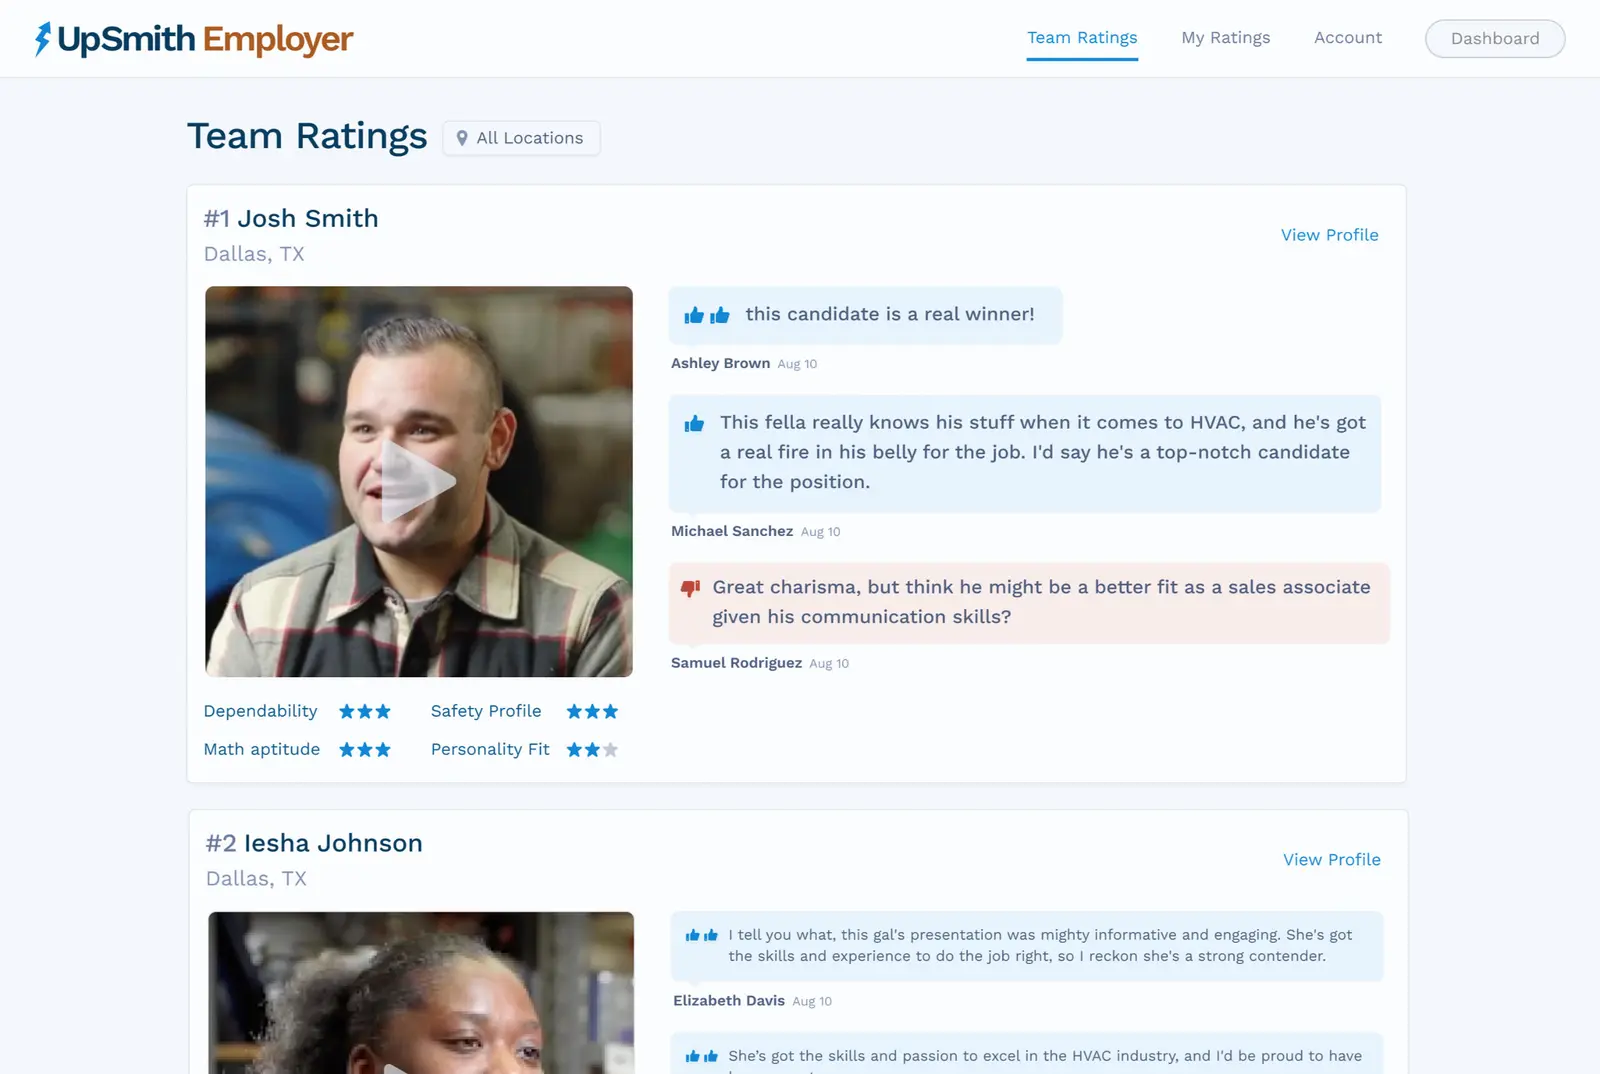 UpSmith Employer
Team Ratings
My Ratings
Account
Dashboard
Team Ratings
All Locations
#1 Josh Smith
Dallas, TX
View Profile
this candidate is a real winner!
Ashley Brown Aug 10
This fella really knows his stuff when it comes to HVAC, and he's got
a real fire in his belly for the job. I'd say he's a top-notch candidate
for the position.
Michael Sanchez Aug 10
Great charisma, but think he might be a better fit as a sales associate
given his communication skills?
Samuel Rodriguez Aug 10
Dependability
Safety Profile
Math aptitude
Personality Fit
#2 Iesha Johnson
Dallas, TX
View Profile
I tell you what, this gal's presentation was mighty informative and engaging. She's got
the skills and experience to do the job right, so I reckon she's a strong contender.
Elizabeth Davis Aug 10
She’s got the skills and passion to excel in the HVAC industry, and I'd be proud to have